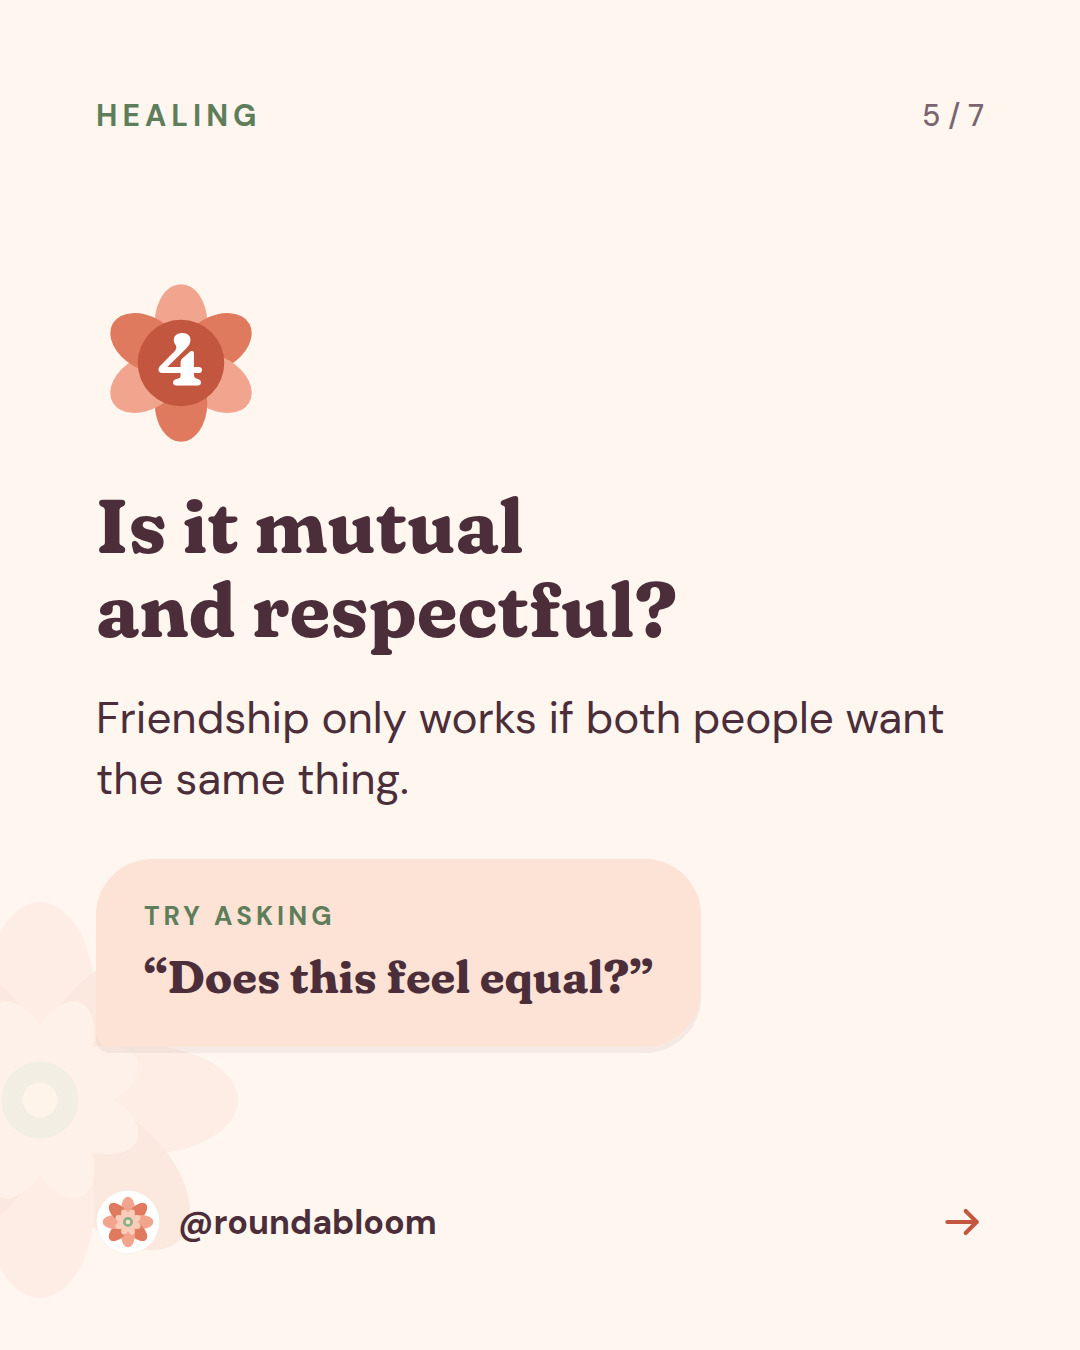 HEALING
5 / 7
4
Is it mutual
and respectful?
Friendship only works if both people want
the same thing.
TRY ASKING
“Does this feel equal?”
@roundabloom